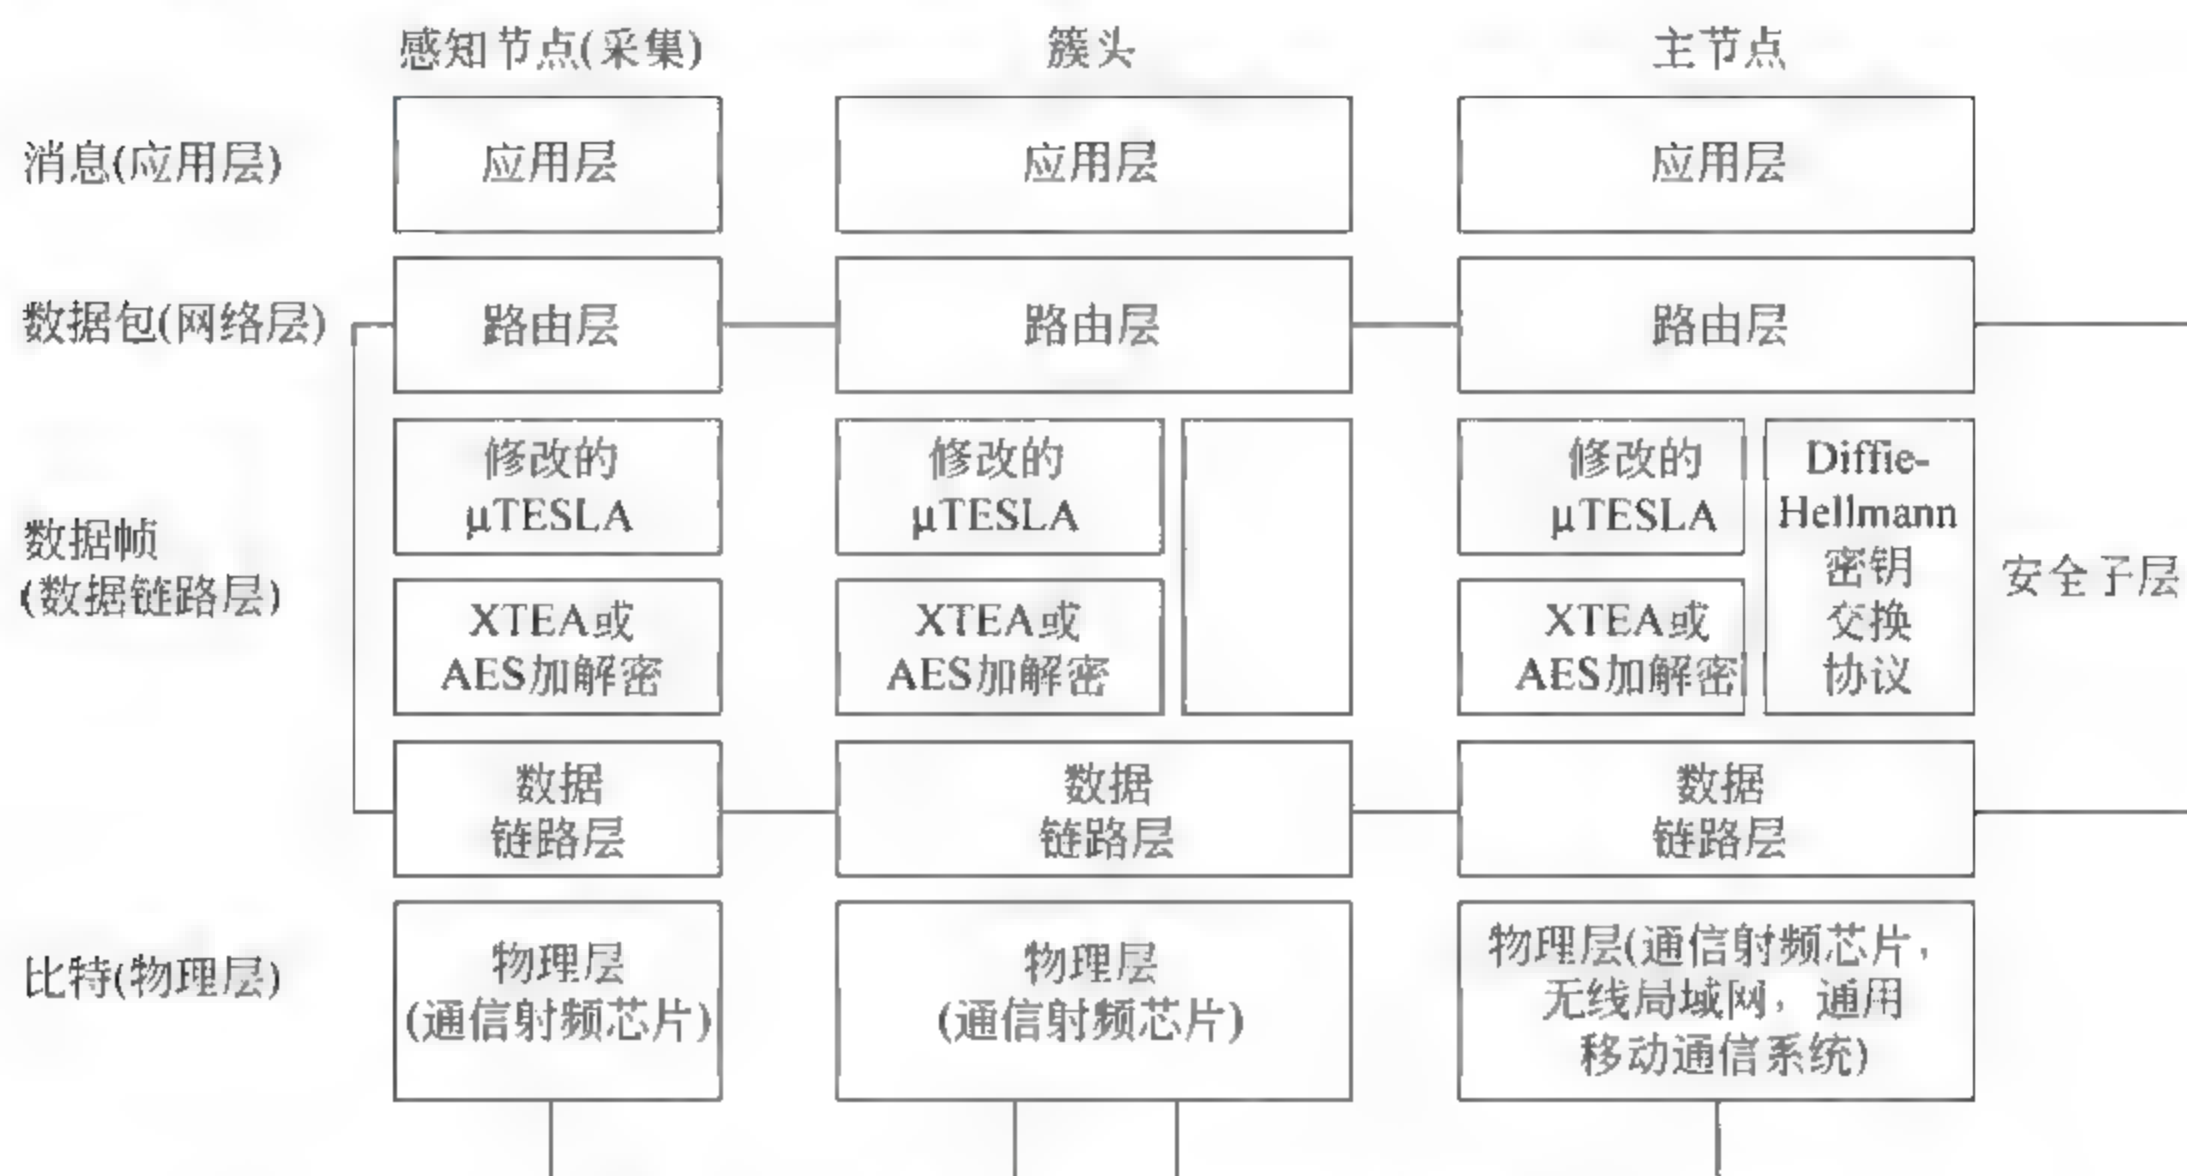 感知节点(采集)
簇头
主节点
消息(应用层)
应用层
应用层
应用层
数据包(网络层)
路由层
路由层
路由层
数据帧
(数据链路层)
修改的
μTESLA
修改的
μTESLA
修改的
μTESLA
Diffie-
Hellmann
密钥
交换
协议
安全子层
XTEA或
AES加解密
XTEA或
AES加解密
XTEA或
AES加解密
数据
链路层
数据
链路层
数据
链路层
比特(物理层)
物理层
(通信射频芯片)
物理层
(通信射频芯片)
物理层(通信射频芯片,
无线局域网,通用
移动通信系统)